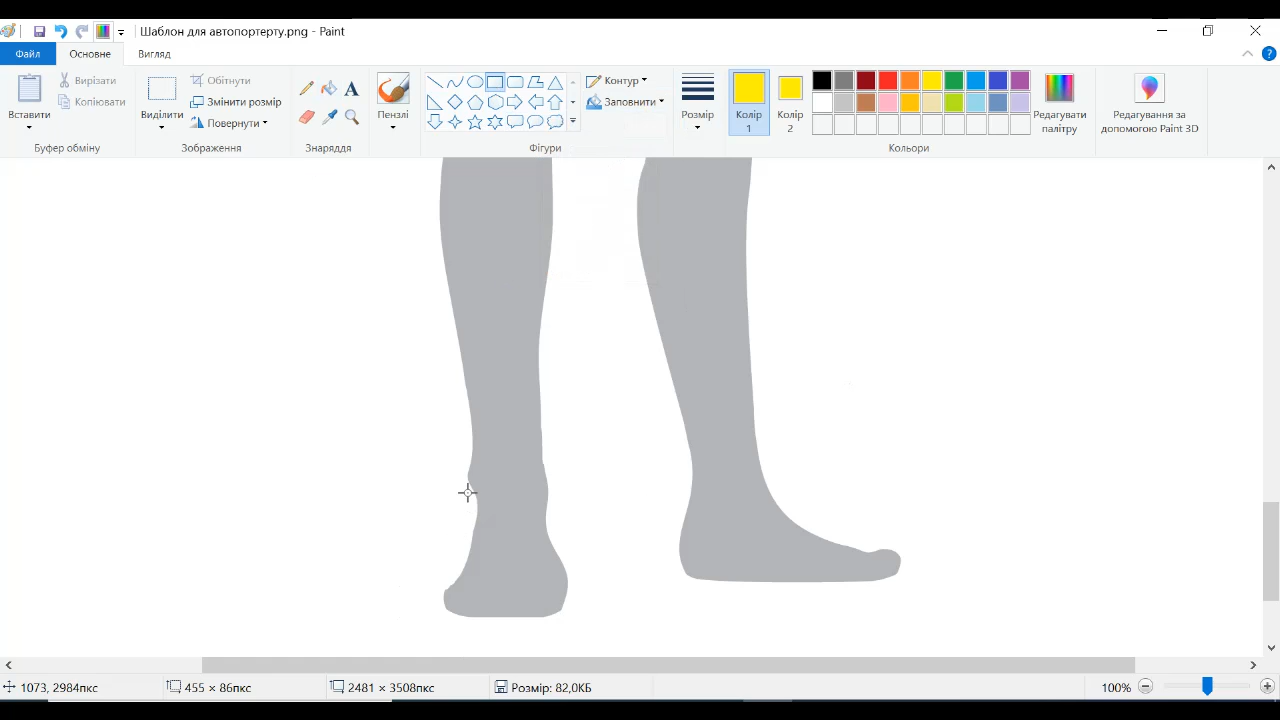 Шаблон для автопортерту.png - Paint
Файл
Основне
Вигляд
Вставити
Вирізати
Копіювати
Буфер обміну
Виділити
Обітнути
Змінити розмір
Повернути
Зображення
Знаряддя
Пензлі
Контур
Заповнити
Фігури
Розмір
Колір 1
Колір 2
Редагувати палітру
Кольори
Редагування за допомогою Paint 3D
1073, 2984пкс
455 × 86пкс
2481 × 3508пкс
Розмір: 82,0КБ
100%